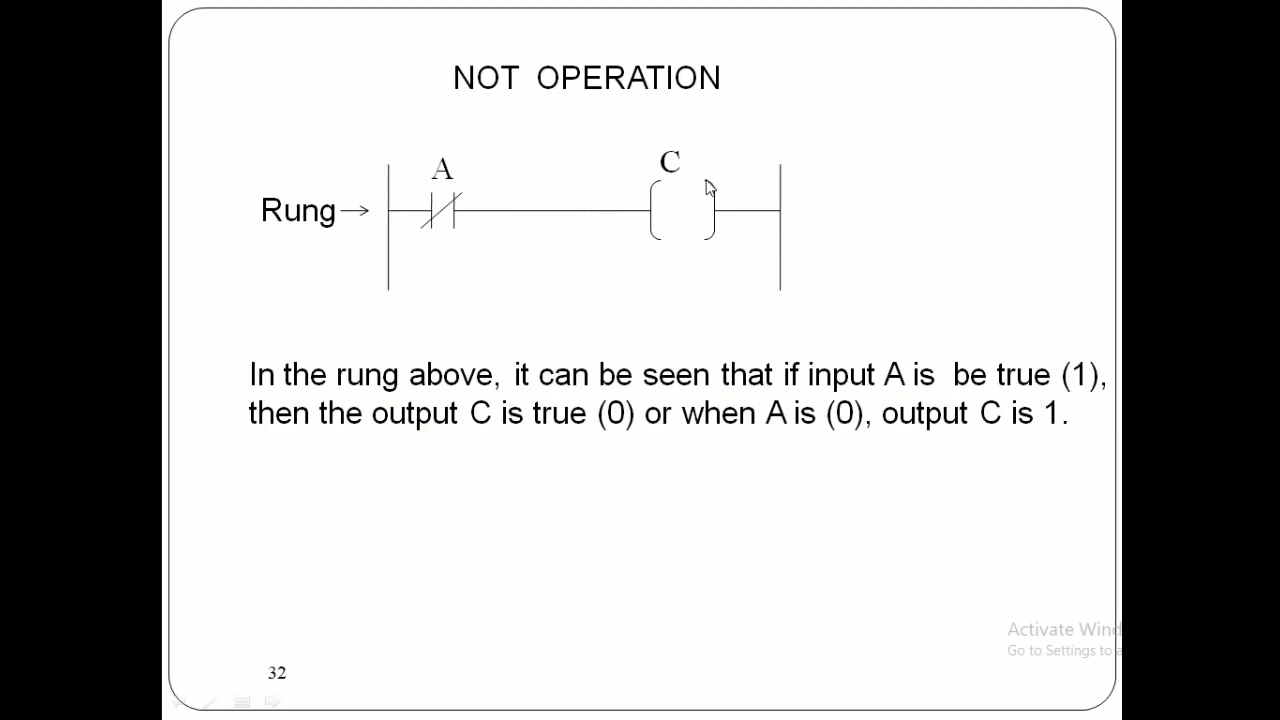 NOT OPERATION
A
C
Rung→
In the rung above, it can be seen that if input A is be true (1),
then the output C is true (0) or when A is (0), output C is 1.
Activate Wind
Go to Settings to a
32